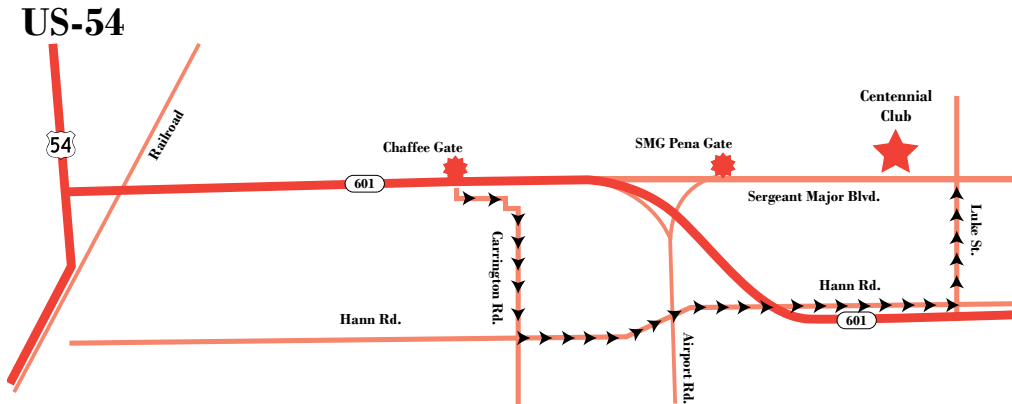 US-54
Centennial
Club
54
Railroad
Chaffee Gate
SMG Pena Gate
601
Sergeant Major Blvd.
Carrington Rd.
Luke St.
Hann Rd.
Hann Rd.
601
Airport Rd.